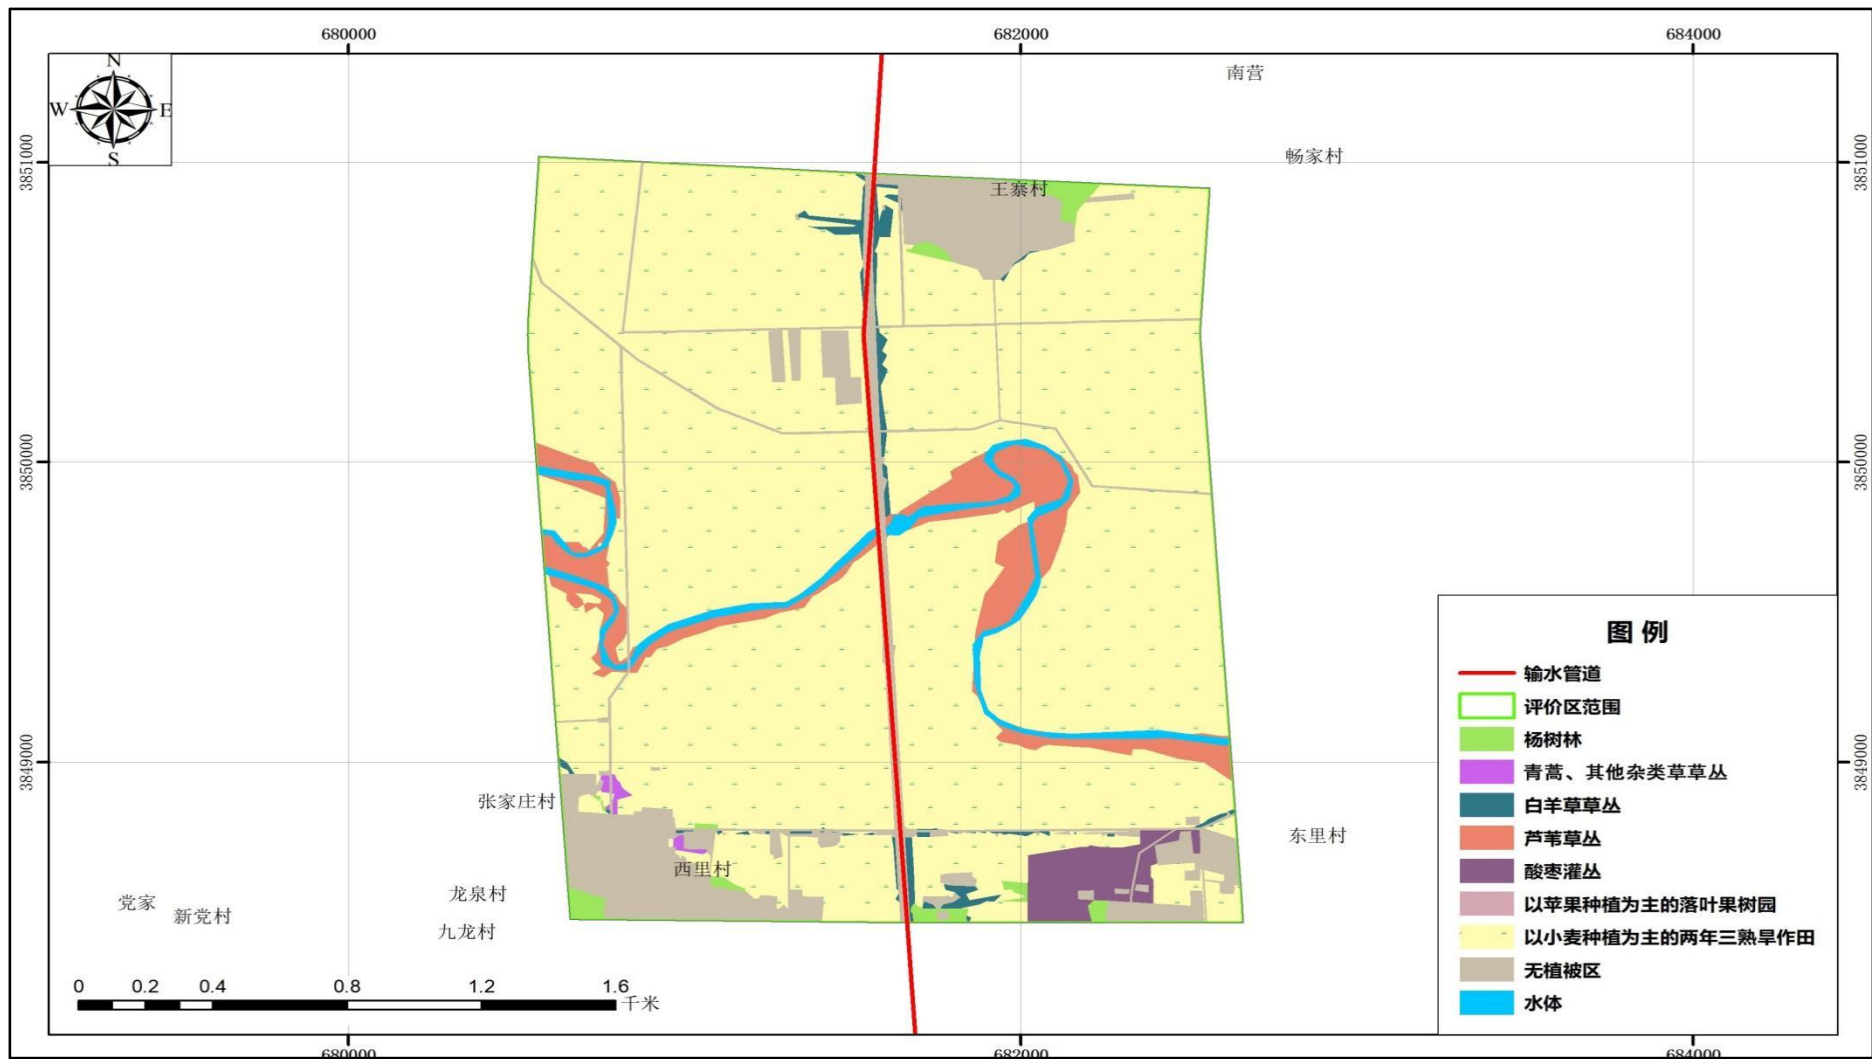 680000
682000
684000
N
W
E
S
3851000
3851000
南营
畅家村
王寨村
3850000
3850000
3849000
3849000
张家庄村
东里村
西里村
龙泉村
党家
新党村
九龙村
图 例
输水管道
评价区范围
杨树林
青蒿、其他杂类草草丛
白羊草草丛
芦苇草丛
酸枣灌丛
以苹果种植为主的落叶果树园
以小麦种植为主的两年三熟旱作田
无植被区
水体
0 0.2 0.4 0.8 1.2 1.6
千米
680000
682000
684000